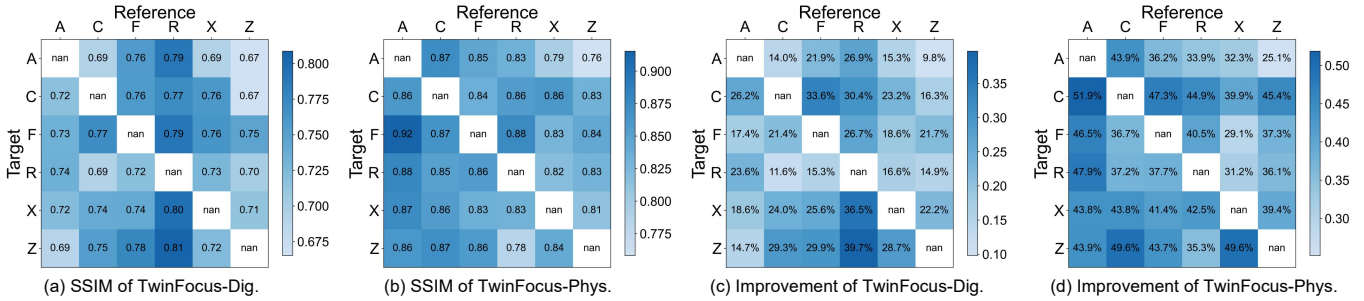 Reference
A C F R X Z
Target
A nan 0.69 0.76 0.79 0.69 0.67
C 0.72 nan 0.76 0.77 0.76 0.67
F 0.73 0.77 nan 0.79 0.76 0.75
R 0.74 0.69 0.72 nan 0.73 0.70
X 0.72 0.74 0.74 0.80 nan 0.71
Z 0.69 0.75 0.78 0.81 0.72 nan
0.800
0.775
0.750
0.725
0.700
0.675
(a) SSIM of TwinFocus-Dig.
Reference
A C F R X Z
Target
A nan 0.87 0.85 0.83 0.79 0.76
C 0.86 nan 0.84 0.86 0.86 0.83
F 0.92 0.87 nan 0.88 0.83 0.84
R 0.88 0.85 0.86 nan 0.82 0.83
X 0.87 0.86 0.83 0.83 nan 0.81
Z 0.86 0.87 0.86 0.78 0.84 nan
0.900
0.875
0.850
0.825
0.800
0.775
(b) SSIM of TwinFocus-Phys.
Reference
A C F R X Z
Target
A nan 14.0% 21.9% 26.9% 15.3% 9.8%
C 26.2% nan 33.6% 30.4% 23.2% 16.3%
F 17.4% 21.4% nan 26.7% 18.6% 21.7%
R 23.6% 11.6% 15.3% nan 16.6% 14.9%
X 18.6% 24.0% 25.6% 36.5% nan 22.2%
Z 14.7% 29.3% 29.9% 39.7% 28.7% nan
0.35
0.30
0.25
0.20
0.15
0.10
(c) Improvement of TwinFocus-Dig.
Reference
A C F R X Z
Target
A nan 43.9% 36.2% 33.9% 32.3% 25.1%
C 51.9% nan 47.3% 44.9% 39.9% 45.4%
F 46.5% 36.7% nan 40.5% 29.1% 37.3%
R 47.9% 37.2% 37.7% nan 31.2% 36.1%
X 43.8% 43.8% 41.4% 42.5% nan 39.4%
Z 43.9% 49.6% 43.7% 35.3% 49.6% nan
0.50
0.45
0.40
0.35
0.30
(d) Improvement of TwinFocus-Phys.